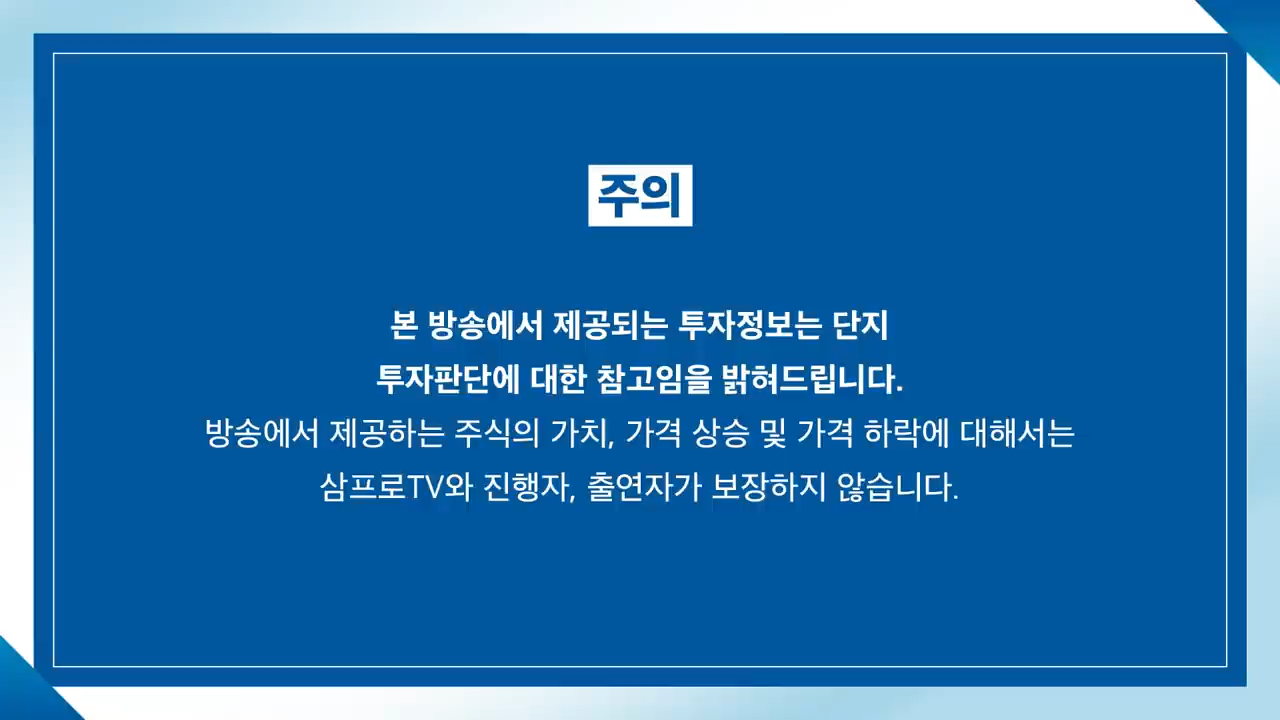 주의
본 방송에서 제공되는 투자정보는 단지
투자판단에 대한 참고임을 밝혀드립니다.
방송에서 제공하는 주식의 가치, 가격 상승 및 가격 하락에 대해서는
삼프로TV와 진행자, 출연자가 보장하지 않습니다.